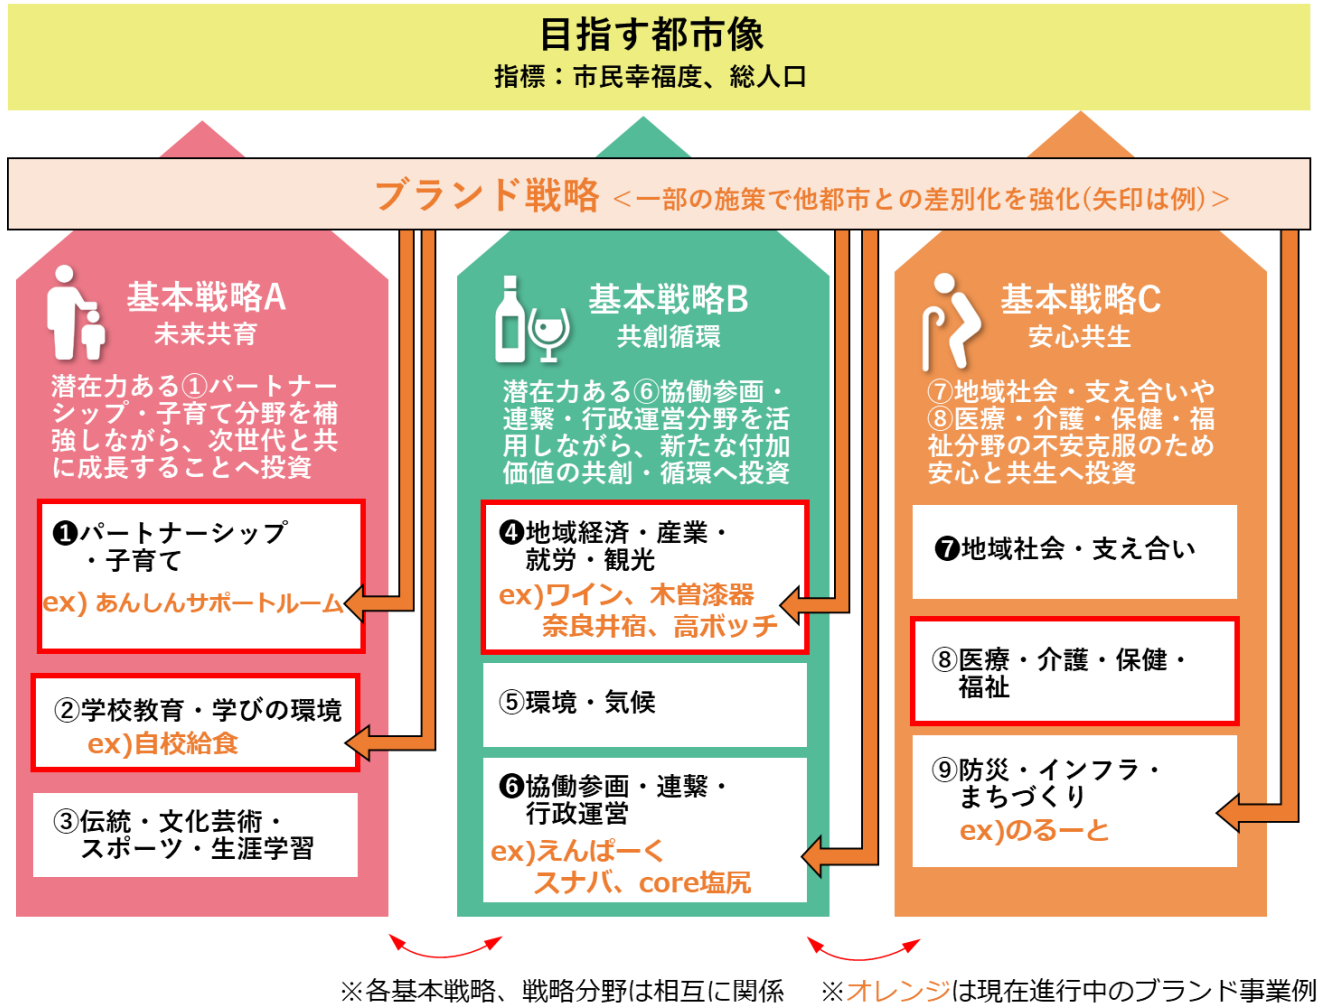 目指す都市像
指標：市民幸福度、総人口
ブランド戦略 ＜一部の施策で他都市との差別化を強化(矢印は例)＞
基本戦略A
未来共育
潜在力ある①パートナー
シップ・子育て分野を補
強しながら、次世代と共
に成長することへ投資
❶パートナーシップ
・子育て
ex) あんしんサポートルーム
②学校教育・学びの環境
ex)自校給食
③伝統・文化芸術・
スポーツ・生涯学習
基本戦略B
共創循環
潜在力ある⑥協働参画・
連繋・行政運営分野を活
用しながら、新たな付加
価値の共創・循環へ投資
❹地域経済・産業・
就労・観光
ex)ワイン、木曽漆器
奈良井宿、高ボッチ
⑤環境・気候
❻協働参画・連繋・
行政運営
ex)えんぱーく
スナバ、core塩尻
基本戦略C
安心共生
⑦地域社会・支え合いや
⑧医療・介護・保健・福
祉分野の不安克服のため
安心と共生へ投資
❼地域社会・支え合い
⑧医療・介護・保健・
福祉
⑨防災・インフラ・
まちづくり
ex)のるーと
※各基本戦略、戦略分野は相互に関係
※オレンジは現在進行中のブランド事業例